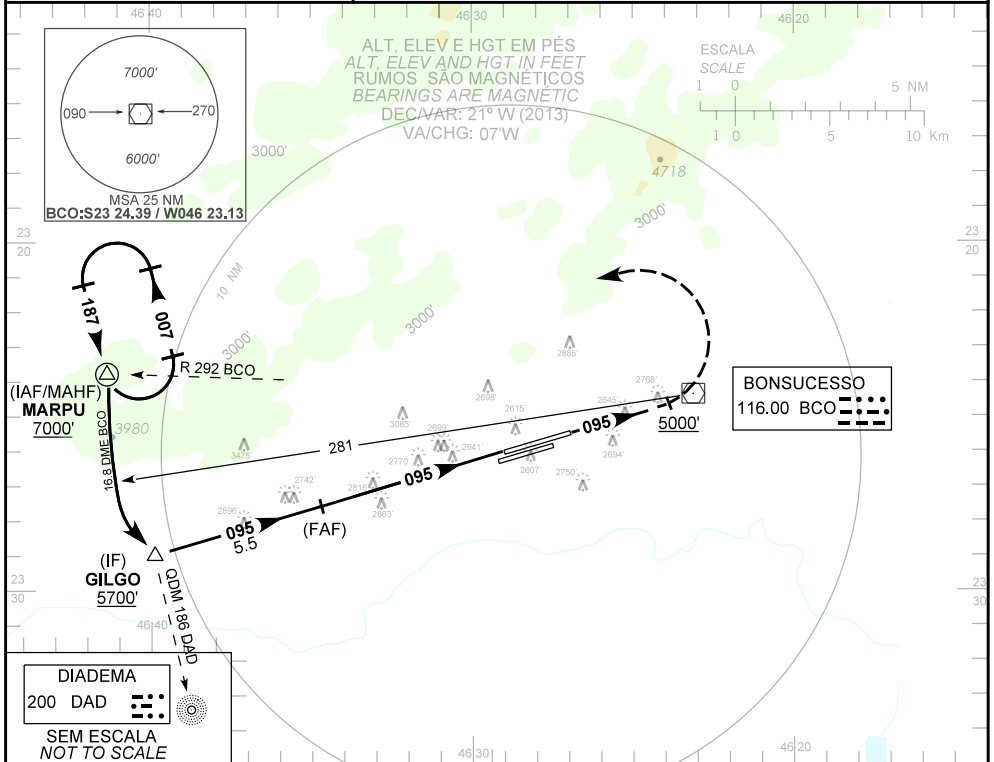 46 40
46 30
46 20
7000'
090
270
6000'
MSA 25 NM
BCO:S23 24.39 / W046 23.13
ALT, ELEV E HGT EM PÉS
ALT, ELEV AND HGT IN FEET
RUMOS SÃO MAGNÉTICOS
BEARINGS ARE MAGNETIC
DEC/VAR: 21º W (2013)
VA/CHG: 07'W
ESCALA
SCALE
1 0 5 NM
1 0 5 10 Km
3000'
4718
3000'
23
20
23
20
10 NM
187
007
3000'
3000'
2885'
R 292 BCO
(IAF/MAHF)
MARPU
7000'
3980
16.8 DME BCO
2698'
2768'
2645'
3085'
2615'
5000'
BONSUCESSO
116.00 BCO
095
2699'
2641'
2694'
3475'
281
2770'
2607'
2750'
095
2742'
2816'
2863'
2896'
095
5.5
(FAF)
(IF)
GILGO
5700'
QDM 186 DAD
23
30
23
30
46 40
DIADEMA
200 DAD
SEM ESCALA
NOT TO SCALE
46 30
46 20